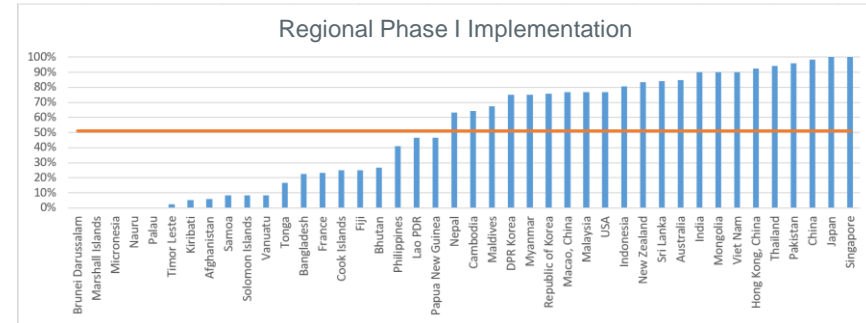 Regional Phase I Implementation
100%
90%
80%
70%
60%
50%
40%
30%
20%
10%
0%
Brunei Darussalam
Marshall Islands
Micronesia
Nauru
Palau
Timor Leste
Kiribati
Afghanistan
Samoa
Solomon Islands
Vanuatu
Tonga
Bangladesh
France
Cook Islands
Fiji
Bhutan
Philippines
Lao PDR
Papua New Guinea
Nepal
Cambodia
Maldives
DPR Korea
Myanmar
Republic of Korea
Macao, China
Malaysia
USA
Indonesia
New Zealand
Sri Lanka
Australia
India
Mongolia
Viet Nam
Hong Kong, China
Thailand
Pakistan
China
Japan
Singapore